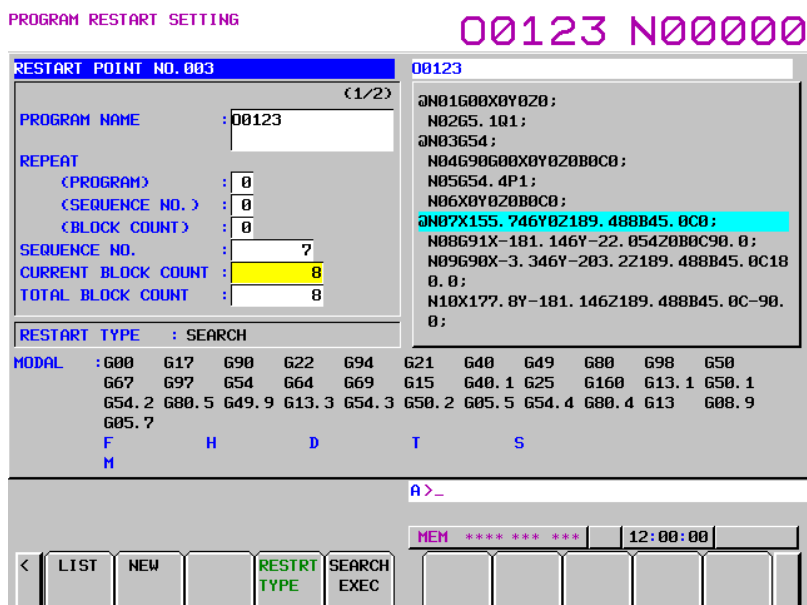 PROGRAM RESTART SETTING
O0123 N00000
RESTART POINT NO.003
(1/2)
PROGRAM NAME :O0123
REPEAT
(PROGRAM) : 0
(SEQUENCE NO.) : 0
(BLOCK COUNT) : 0
SEQUENCE NO. : 7
CURRENT BLOCK COUNT : 8
TOTAL BLOCK COUNT : 8
RESTART TYPE : SEARCH
O0123
@N01G00X0Y0Z0;
N02G5.1Q1;
@N03G54;
N04G90G00X0Y0Z0B0C0;
N05G54.4P1;
N06X0Y0Z0B0C0;
@N07X155.746Y0Z189.488B45.0C0;
N08G91X-181.146Y-22.054Z0B0C90.0;
N09G90X-3.346Y-203.2Z189.488B45.0C18
0.0;
N10X177.8Y-181.146Z189.488B45.0C-90.
0;
MODAL :G00 G17 G90 G22 G94 G21 G40 G49 G80 G98 G50
G67 G97 G54 G64 G69 G15 G40.1 G25 G160 G13.1 G50.1
G54.2 G80.5 G49.9 G13.3 G54.3 G50.2 G05.5 G54.4 G80.4 G13 G08.9
G05.7
F H D T S
M
A>_
MEM **** *** *** 12:00:00
< LIST NEW RESTRT TYPE SEARCH EXEC